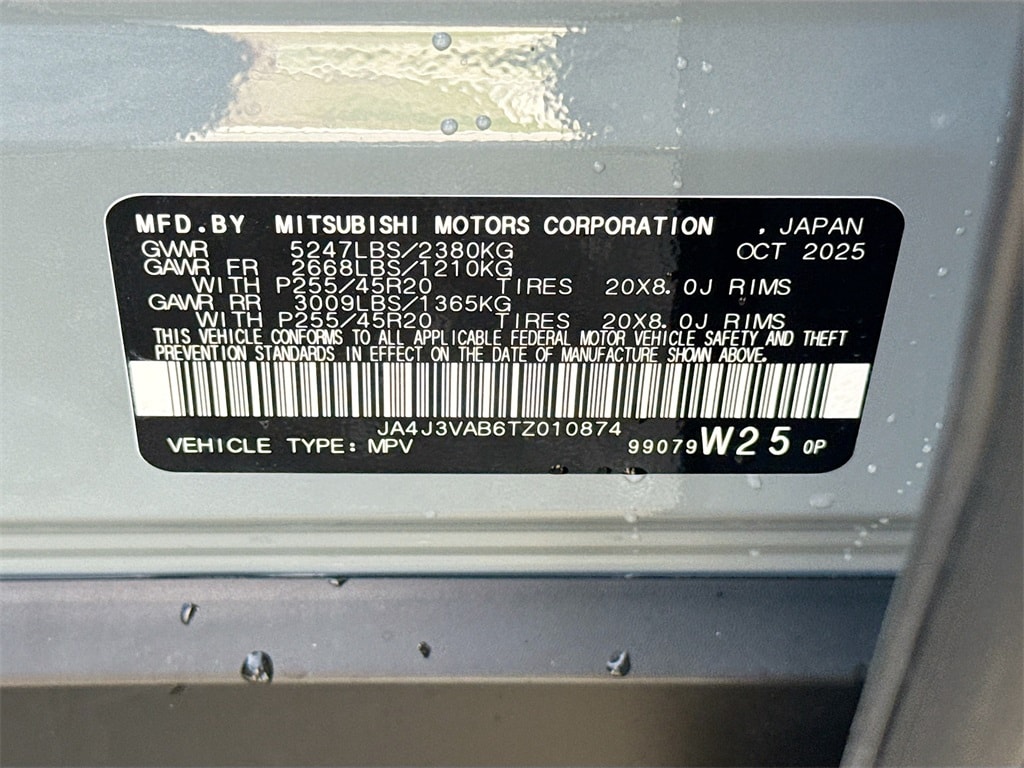 MFD.BY MITSUBISHI MOTORS CORPORATION , JAPAN
GVWR 5247LBS/2380KG OCT 2025
GAWR FR 2668LBS/1210KG
WITH P255/45R20 TIRES 20X8.0J RIMS
GAWR RR 3009LBS/1365KG
WITH P255/45R20 TIRES 20X8.0J RIMS
THIS VEHICLE CONFORMS TO ALL APPLICABLE FEDERAL MOTOR VEHICLE SAFETY AND THEFT
PREVENTION STANDARDS IN EFFECT ON THE DATE OF MANUFACTURE SHOWN ABOVE.
JA4J3VAB6TZ010874
VEHICLE TYPE: MPV 99079 W25 0P